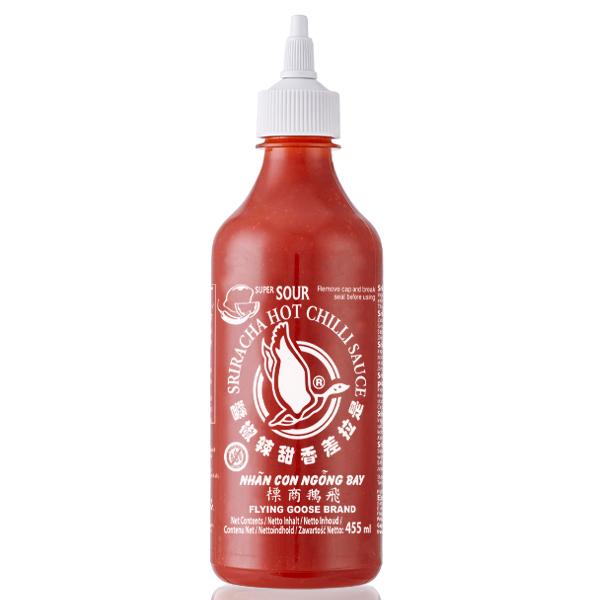 SUPER SOUR
Remove cap and break
seal before using
SRIRACHA HOT CHILLI SAUCE
®
醬椒辣甜香差拉是
NHÃN CON NGỖNG BAY
標商鵝飛
FLYING GOOSE BRAND
Net Contents / Netto Inhalt / Netto Inhoud /
Contenu Net / Nettoindhold / Zawartość Netto: 455 ml